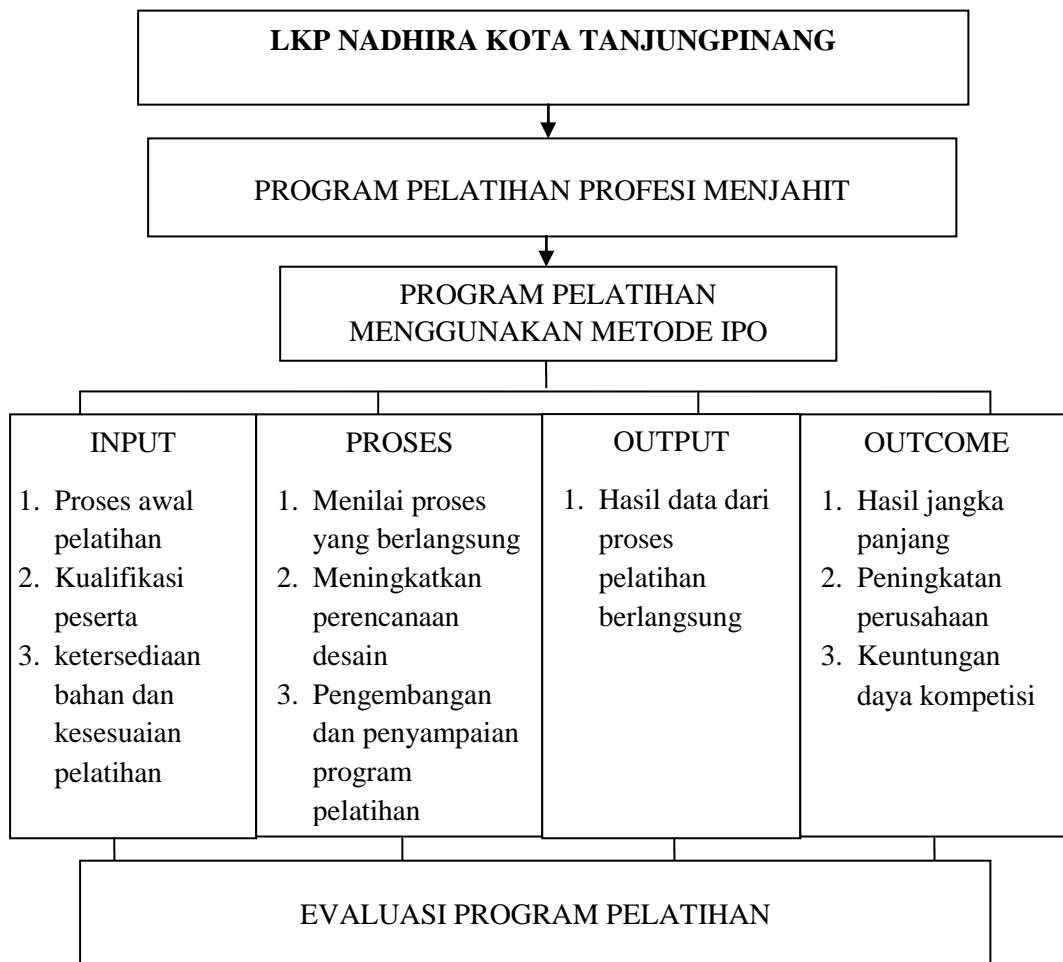 LKP NADHIRA KOTA TANJUNGPINANG
PROGRAM PELATIHAN PROFESI MENJAHIT
PROGRAM PELATIHAN
MENGGUNAKAN METODE IPO
INPUT
1. Proses awal
pelatihan
2. Kualifikasi
peserta
3. ketersediaan
bahan dan
kesesuaian
pelatihan
PROSES
1. Menilai proses
yang berlangsung
2. Meningkatkan
perencanaan
desain
3. Pengembangan
dan penyampaian
program
pelatihan
OUTPUT
1. Hasil data dari
proses
pelatihan
berlangsung
OUTCOME
1. Hasil jangka
panjang
2. Peningkatan
perusahaan
3. Keuntungan
daya kompetisi
EVALUASI PROGRAM PELATIHAN